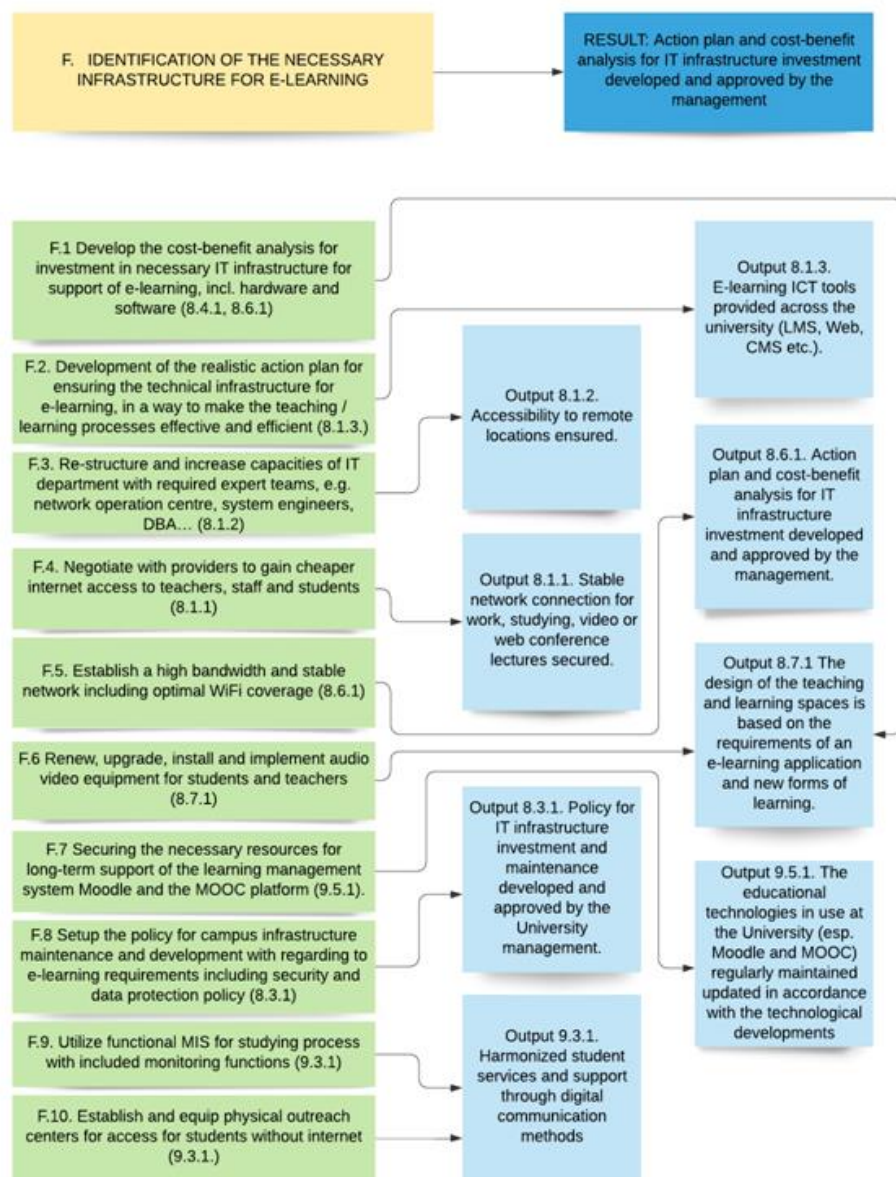 F. IDENTIFICATION OF THE NECESSARY
INFRASTRUCTURE FOR E-LEARNING
RESULT: Action plan and cost-benefit
analysis for IT infrastructure investment
developed and approved by the
management
F.1 Develop the cost-benefit analysis for
investment in necessary IT infrastructure for
support of e-learning, incl. hardware and
software (8.4.1, 8.6.1)
F.2. Development of the realistic action plan for
ensuring the technical infrastructure for
e-learning, in a way to make the teaching /
learning processes effective and efficient (8.1.3.)
F.3. Re-structure and increase capacities of IT
department with required expert teams, e.g.
network operation centre, system engineers,
DBA... (8.1.2)
F.4. Negotiate with providers to gain cheaper
internet access to teachers, staff and students
(8.1.1)
F.5. Establish a high bandwidth and stable
network including optimal WiFi coverage (8.6.1)
F.6 Renew, upgrade, install and implement audio
video equipment for students and teachers
(8.7.1)
F.7 Securing the necessary resources for
long-term support of the learning management
system Moodle and the MOOC platform (9.5.1).
F.8 Setup the policy for campus infrastructure
maintenance and development with regarding to
e-learning requirements including security and
data protection policy (8.3.1)
F.9. Utilize functional MIS for studying process
with included monitoring functions (9.3.1)
F.10. Establish and equip physical outreach
centers for access for students without internet
(9.3.1.)
Output 8.1.2.
Accessibility to remote
locations ensured.
Output 8.1.1. Stable
network connection for
work, studying, video or
web conference
lectures secured.
Output 8.3.1. Policy for
IT infrastructure
investment and
maintenance
developed and
approved by the
University
management.
Output 9.3.1.
Harmonized student
services and support
through digital
communication
methods
Output 8.1.3.
E-learning ICT tools
provided across the
university (LMS, Web,
CMS etc.).
Output 8.6.1. Action
plan and cost-benefit
analysis for IT
infrastructure
investment developed
and approved by the
management.
Output 8.7.1 The
design of the teaching
and learning spaces is
based on the
requirements of an
e-learning application
and new forms of
learning.
Output 9.5.1. The
educational
technologies in use at
the University (esp.
Moodle and MOOC)
regularly maintained
updated in accordance
with the technological
developments